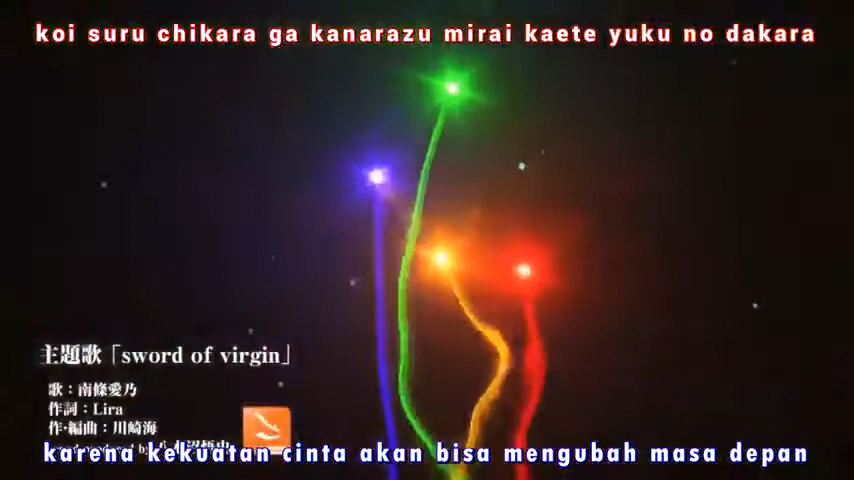 koi suru chikara ga kanarazu mirai kaete yuku no dakara
主題歌「sword of virgin」
歌：南條愛乃
作詞：Lira
作・編曲：川崎海
karena kekuatan cinta akan bisa mengubah masa depan